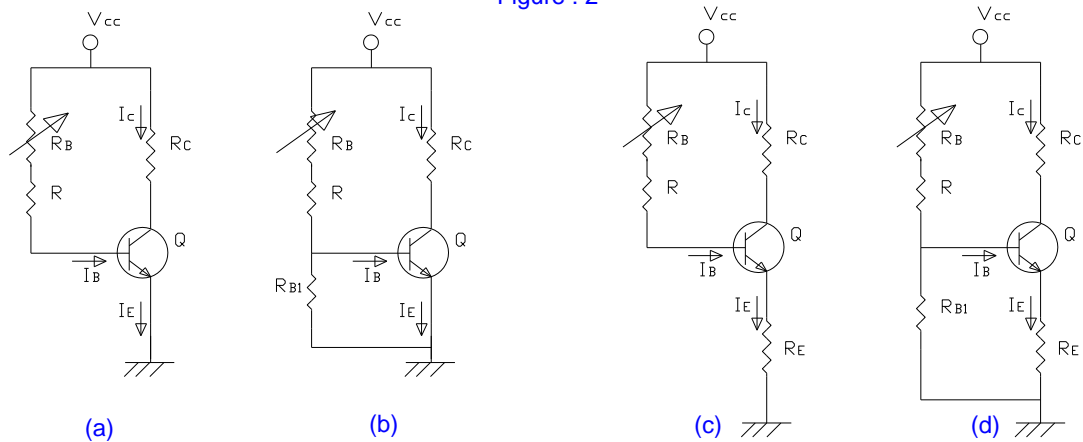 Figure : 2
Vcc
Ic
RB
Rc
R
Q
IB
IE
(a)
Vcc
Ic
RB
Rc
R
Q
IB
RB1
IE
(b)
Vcc
Ic
RB
Rc
R
Q
IB
IE
RE
(c)
Vcc
Ic
RB
Rc
R
Q
IB
RB1
IE
RE
(d)